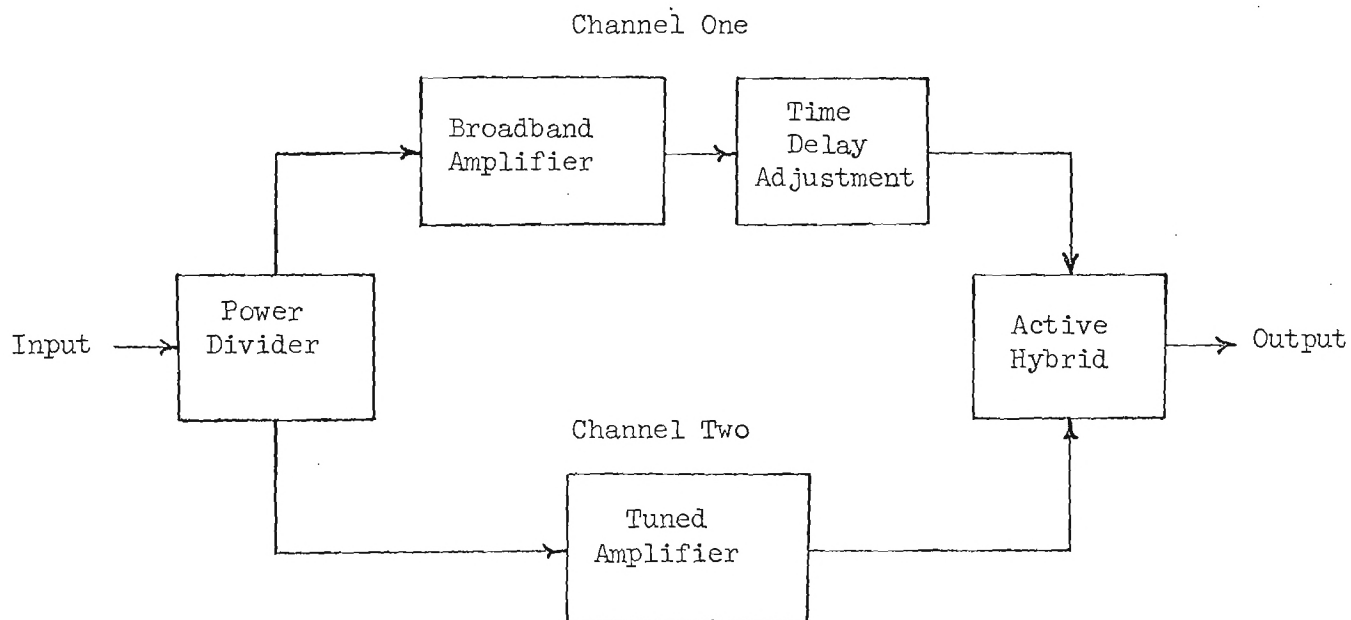 Channel One
Broadband
Amplifier
Time
Delay
Adjustment
Power
Divider
Input
Active
Hybrid
Output
Channel Two
Tuned
Amplifier